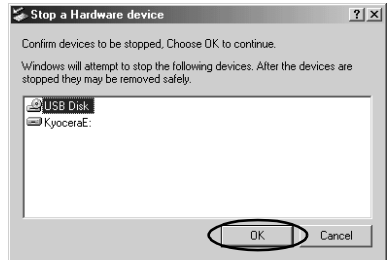 Stop a Hardware device
Confirm devices to be stopped, Choose OK to continue.
Windows will attempt to stop the following devices. After the devices are
stopped they may be removed safely.
USB Disk
KyoceraE:
OK Cancel